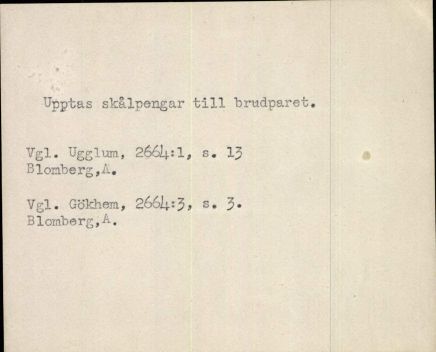 Upptas skålpengar till brudparet.
Vgl. Ugglum, 2664:1, s. 13
Blomberg,A.
Vgl. Gökhem, 2664:3, s. 3.
Blomberg,A.